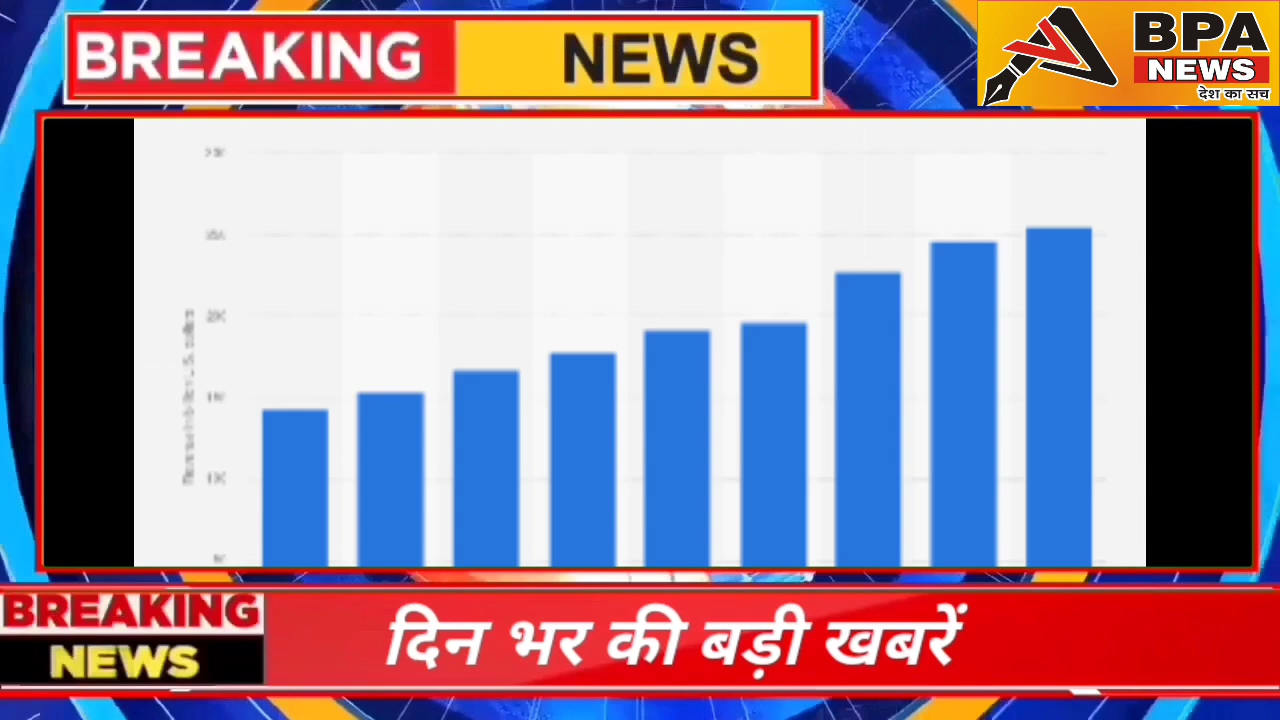 BREAKING NEWS
BPA
NEWS
देश का सच
BREAKING
NEWS
दिन भर की बड़ी खबरें